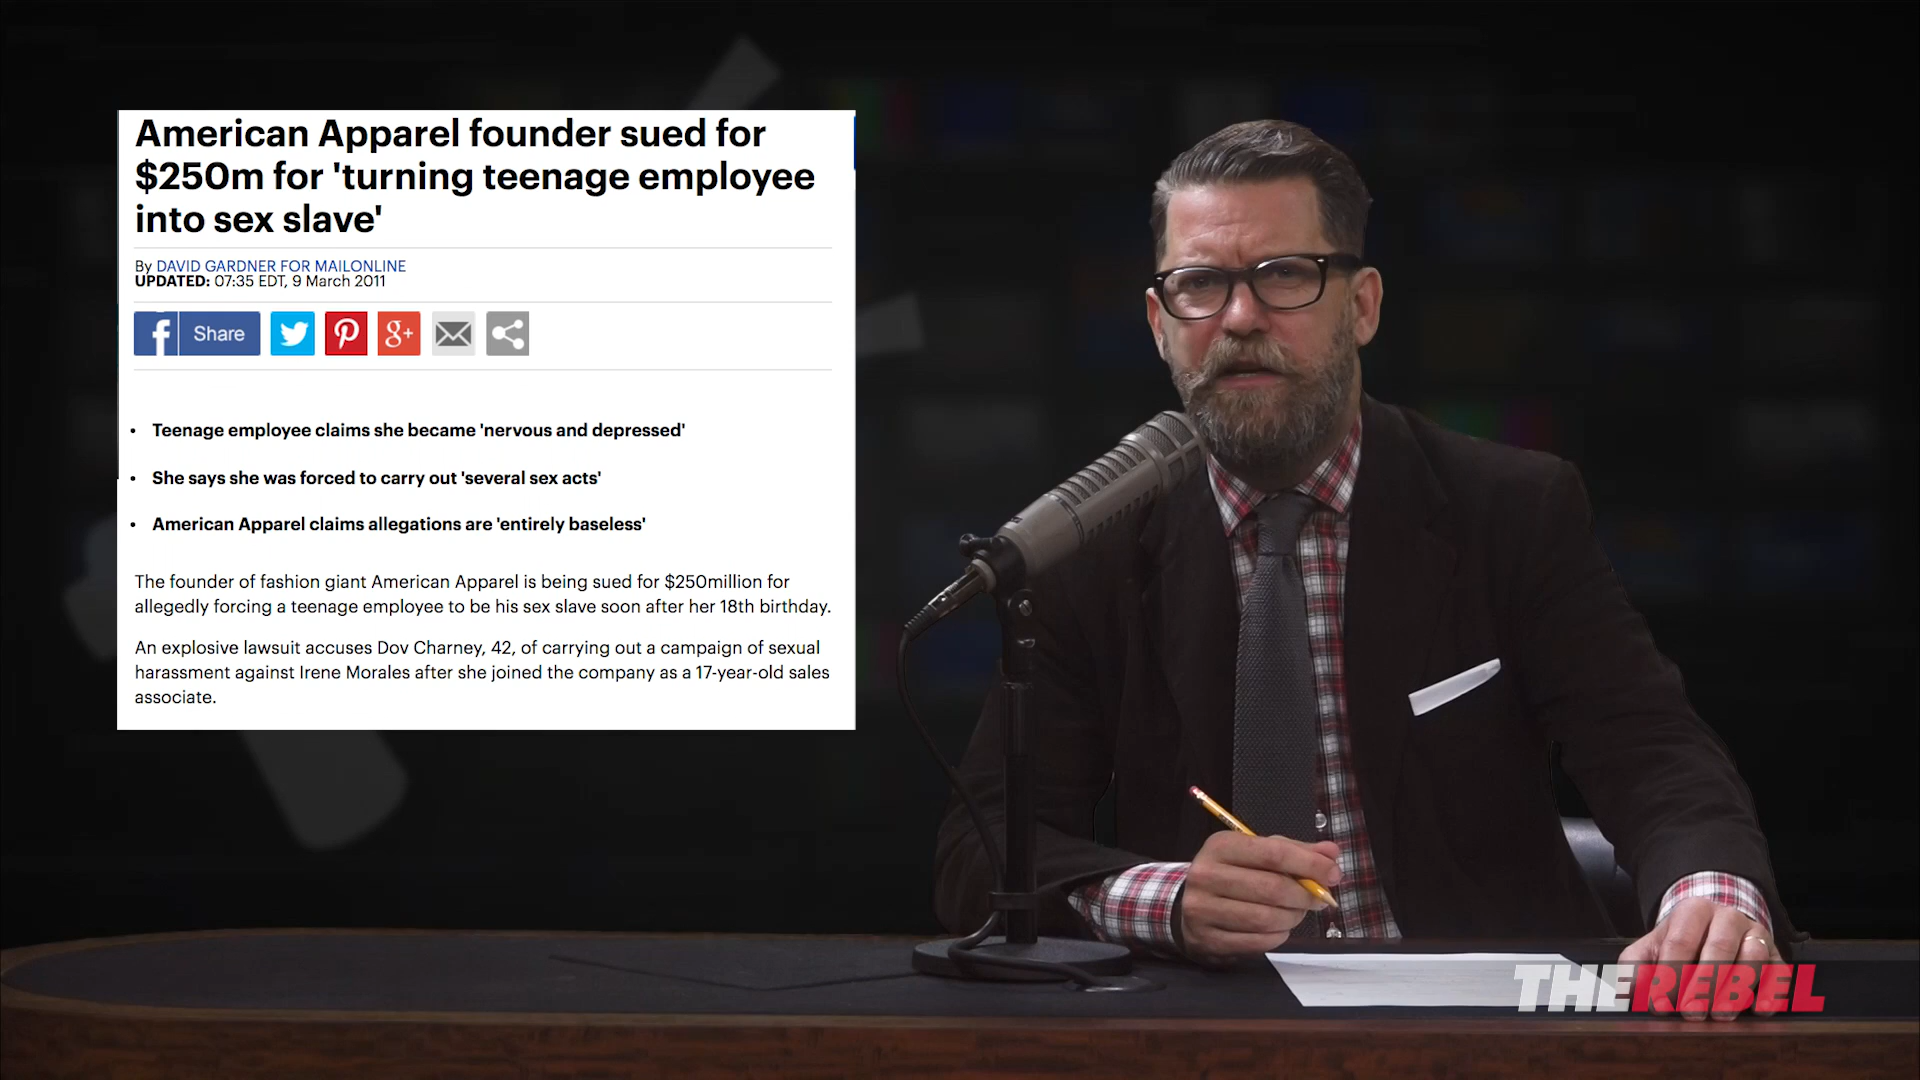 American Apparel founder sued for
$250m for 'turning teenage employee
into sex slave'
By DAVID GARDNER FOR MAILONLINE
UPDATED: 07:35 EDT, 9 March 2011
f Share
g+
• Teenage employee claims she became 'nervous and depressed'
• She says she was forced to carry out 'several sex acts'
• American Apparel claims allegations are 'entirely baseless'
The founder of fashion giant American Apparel is being sued for $250million for
allegedly forcing a teenage employee to be his sex slave soon after her 18th birthday.
An explosive lawsuit accuses Dov Charney, 42, of carrying out a campaign of sexual
harassment against Irene Morales after she joined the company as a 17-year-old sales
associate.
THEREBEL